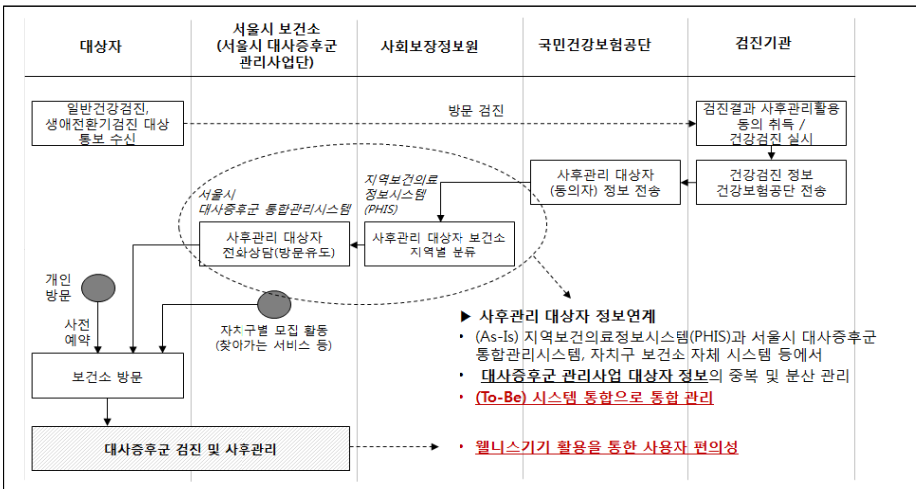 대상자
서울시 보건소
(서울시 대사증후군
관리사업단)
사회보장정보원
국민건강보험공단
검진기관
일반건강검진,
생애전환기검진 대상
통보 수신
방문 검진
검진결과 사후관리활용
동의 취득 /
건강검진 실시
건강검진 정보
건강보험공단 전송
사후관리 대상자
(동의자) 정보 전송
지역보건의료
정보시스템
(PHIS)
사후관리 대상자 보건소
지역별 분류
서울시
대사증후군 통합관리시스템
사후관리 대상자
전화상담(방문유도)
개인
방문
사전
예약
자치구별 모집 활동
(찾아가는 서비스 등)
보건소 방문
대사증후군 검진 및 사후관리
▶ 사후관리 대상자 정보연계
• (As-Is) 지역보건의료정보시스템(PHIS)과 서울시 대사증후군
통합관리시스템, 자치구 보건소 자체 시스템 등에서
• 대사증후군 관리사업 대상자 정보의 중복 및 분산 관리
• (To-Be) 시스템 통합으로 통합 관리
• 웰니스기기 활용을 통한 사용자 편의성